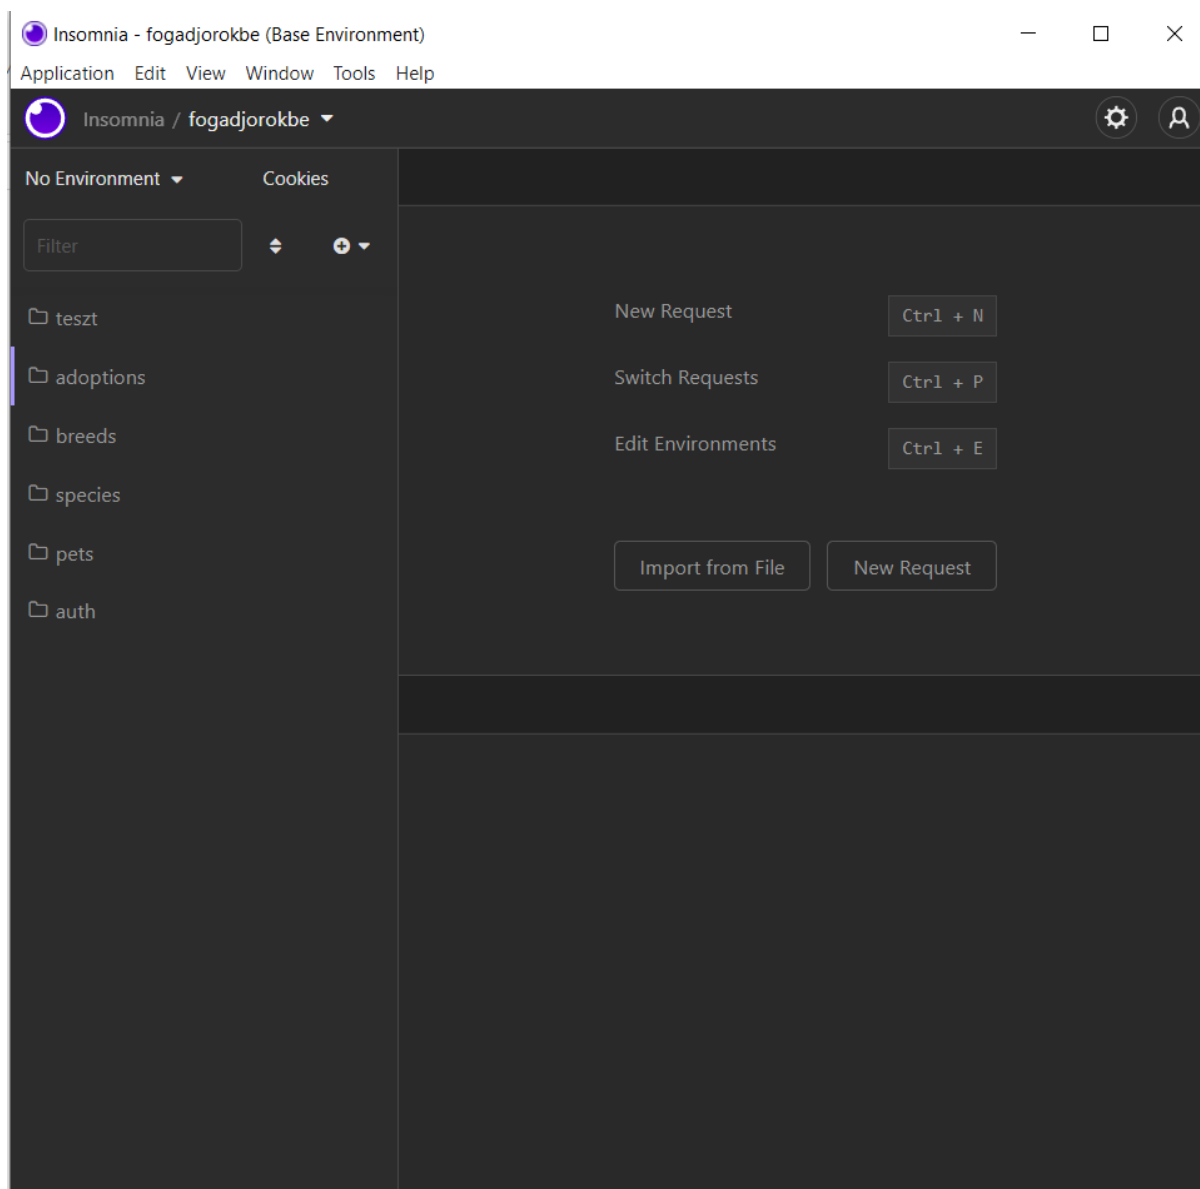 Insomnia - fogadjorokbe (Base Environment)
Application Edit View Window Tools Help
Insomnia / fogadjorokbe
No Environment Cookies
Filter
teszt
adoptions
breeds
species
pets
auth
New Request Ctrl + N
Switch Requests Ctrl + P
Edit Environments Ctrl + E
Import from File New Request